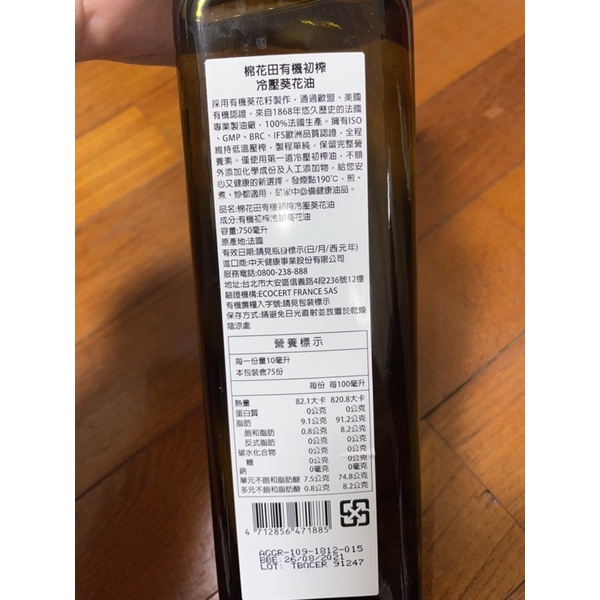 棉花田有機初榨
冷壓葵花油
採用有機葵花籽製作，通過歐盟、美國
有機認證，來自1868年悠久歷史的法國
專業製油廠，100%法國生產。擁有ISO
、GMP、BRC、IFS歐洲品質認證，全程
維持低溫壓榨，製程單純，保留完整營
養素。僅使用第一道冷壓初榨油，不額
外添加化學成份及人工添加物，給您安
心又健康的新選擇。發煙點190℃，煎、
煮、炒都適用，是家中必備健康油品。
品名:棉花田有機初榨冷壓葵花油
成分:有機初榨冷壓葵花油
容量:750毫升
原產地:法國
有效日期:請見瓶身標示(日/月/西元年)
進口商:中天健康事業股份有限公司
服務電話:0800-238-888
地址:台北市大安區信義路4段236號12樓
驗證機構:ECOCERT FRANCE SAS
有機農糧入字號:請見包裝標示
保存方式:請避免日光直射並放置於乾燥
陰涼處
營養標示
每一份量10毫升
本包裝含75份
每份 每100毫升
熱量 82.1大卡 820.8大卡
蛋白質 0公克 0公克
脂肪 9.1公克 91.2公克
飽和脂肪 0.8公克 8.2公克
反式脂肪 0公克 0公克
碳水化合物 0公克 0公克
糖 0公克 0公克
鈉 0毫克 0毫克
單元不飽和脂肪酸 7.5公克 74.8公克
多元不飽和脂肪酸 0.8公克 8.2公克
4 712856 471885
AGGR-109-1812-015
BBE: 26/08/2021
LOT: TBOCER 91247